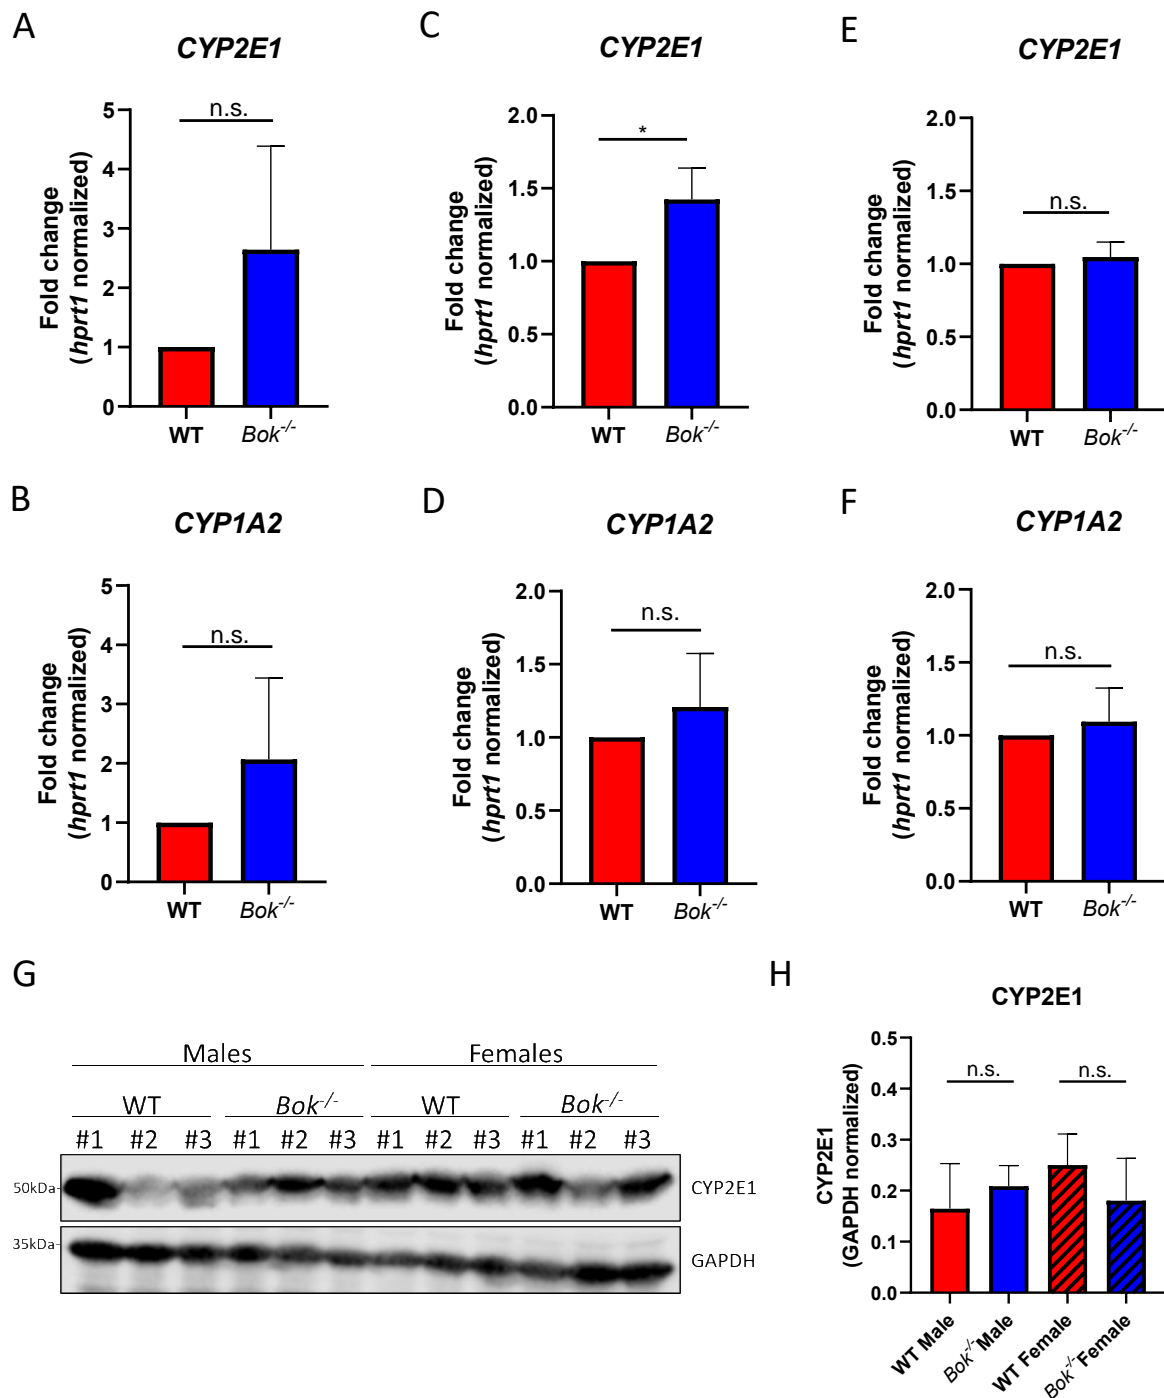 A
CYP2E1
n.s.
5
4
3
2
1
0
Fold change
(hprt1 normalized)
WT
Bok-/-
C
CYP2E1
*
2.0
1.5
1.0
0.5
0.0
Fold change
(hprt1 normalized)
WT
Bok-/-
E
CYP2E1
n.s.
2.0
1.5
1.0
0.5
0.0
Fold change
(hprt1 normalized)
WT
Bok-/-
B
CYP1A2
n.s.
5
4
3
2
1
0
Fold change
(hprt1 normalized)
WT
Bok-/-
D
CYP1A2
n.s.
2.0
1.5
1.0
0.5
0.0
Fold change
(hprt1 normalized)
WT
Bok-/-
F
CYP1A2
n.s.
2.0
1.5
1.0
0.5
0.0
Fold change
(hprt1 normalized)
WT
Bok-/-
G
Males Females
WT Bok-/- WT Bok-/-
#1 #2 #3 #1 #2 #3 #1 #2 #3 #1 #2 #3
50kDa CYP2E1
35kDa GAPDH
H
CYP2E1
n.s. n.s.
0.5
0.4
0.3
0.2
0.1
0.0
CYP2E1
(GAPDH normalized)
WT Male
Bok-/- Male
WT Female
Bok-/- Female